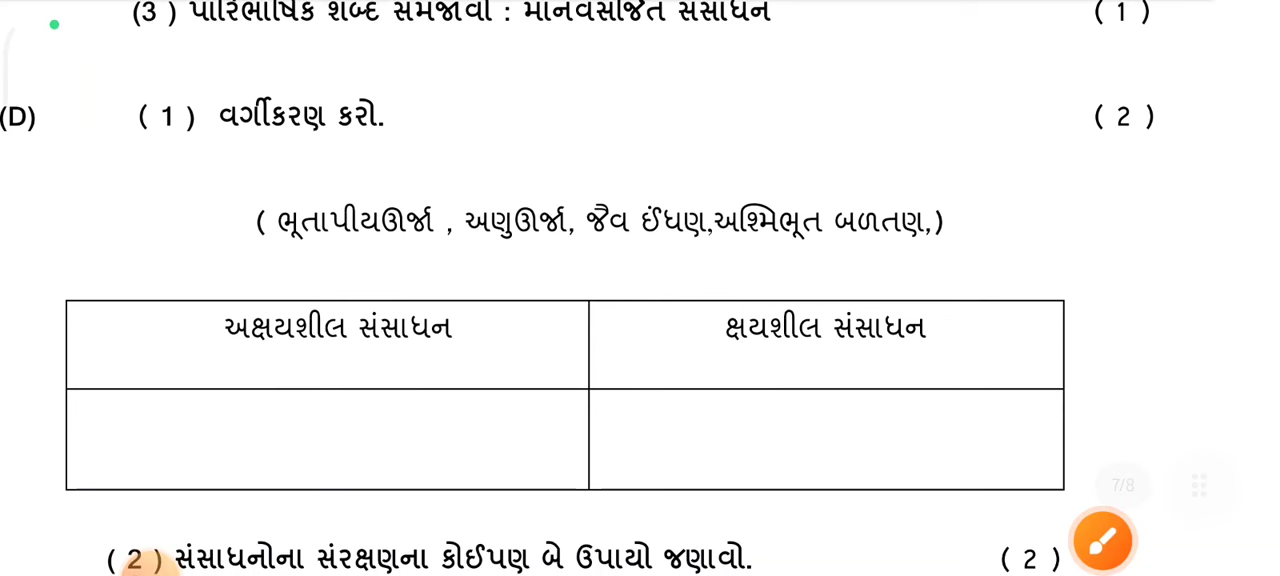 (3 ) પારિભાષિક શબ્દ સમજાવો : માનવસર્જિત સંસાધન ( 1 )
(D) ( 1 ) વર્ગીકરણ કરો. ( 2 )
( ભૂતાપીયઊર્જા , અણુઊર્જા, જૈવ ઈંધણ,અશ્મિભૂત બળતણ,)
અક્ષયશીલ સંસાધન ક્ષયશીલ સંસાધન
7/8
( 2 ) સંસાધનોના સંરક્ષણના કોઈપણ બે ઉપાયો જણાવો. ( 2 )